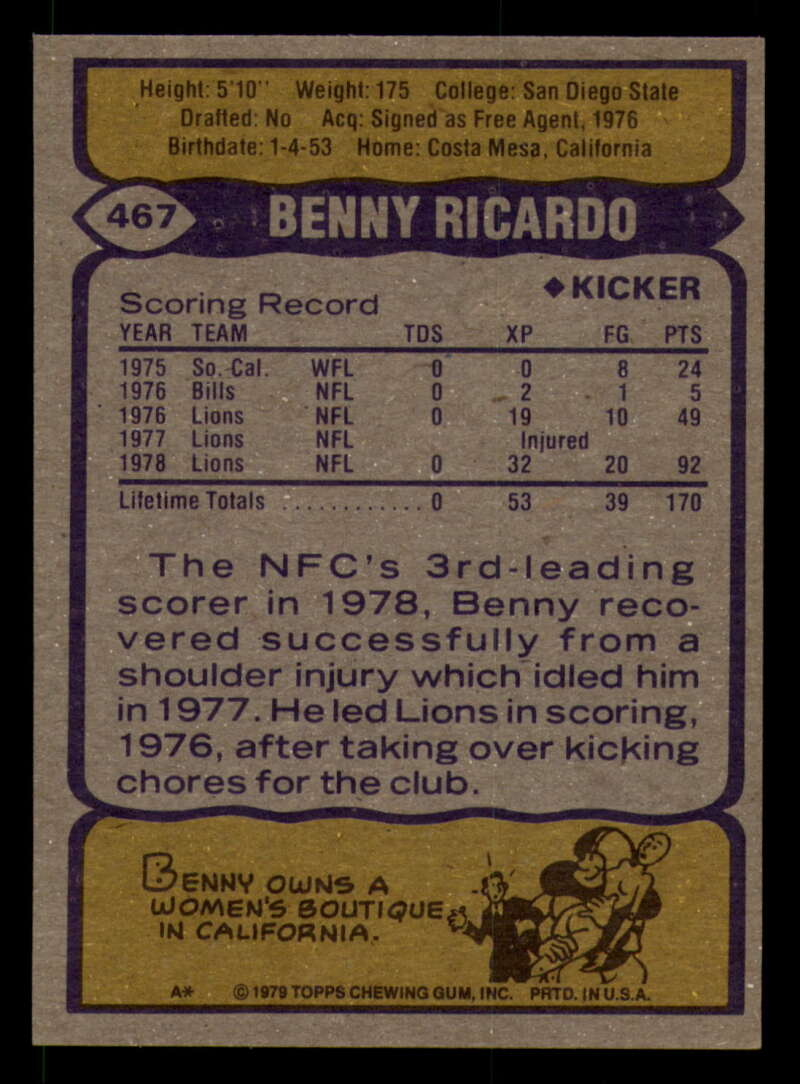 Height: 5'10" Weight: 175 College: San Diego State
Drafted: No Acq: Signed as Free Agent, 1976
Birthdate: 1-4-53 Home: Costa Mesa, California
467 BENNY RICARDO
◆KICKER
Scoring Record
YEAR TEAM TDS XP FG PTS
1975 So. Cal. WFL 0 0 8 24
1976 Bills NFL 0 2 1 5
1976 Lions NFL 0 19 10 49
1977 Lions NFL Injured
1978 Lions NFL 0 32 20 92
Lifetime Totals ............ 0 53 39 170
The NFC's 3rd-leading
scorer in 1978, Benny reco-
vered successfully from a
shoulder injury which idled him
in 1977. He led Lions in scoring,
1976, after taking over kicking
chores for the club.
BENNY OWNS A
WOMEN'S BOUTIQUE
IN CALIFORNIA.
A* © 1979 TOPPS CHEWING GUM, INC. PRTD. IN U.S.A.